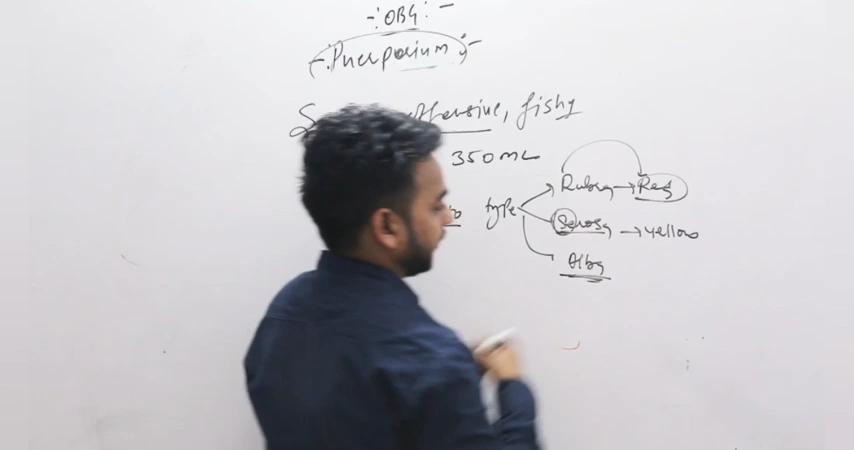 -: OBG :-
-: Puerperium :-
offensive, fishy
350 ml
type → Rubra → Red
Serosa → yellow
Alba